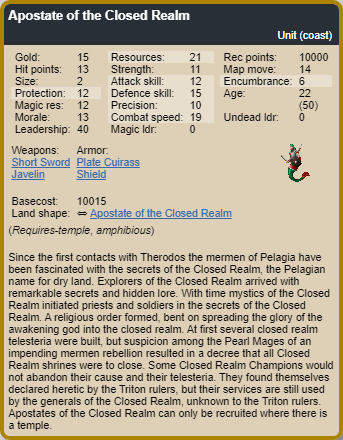 Apostate of the Closed Realm
Unit (coast)
Gold: 15 Resources: 21 Rec points: 10000
Hit points: 13 Strength: 11 Map move: 14
Size: 2 Attack skill: 12 Encumbrance: 6
Protection: 12 Defence skill: 15 Age: 22
Magic res: 12 Precision: 10 (50)
Morale: 13 Combat speed: 19 Undead ldr: 0
Leadership: 40 Magic ldr: 0
Weapons: Armor:
Short Sword Plate Cuirass
Javelin Shield
Basecost: 10015
Land shape: ⇔ Apostate of the Closed Realm
(Requires-temple, amphibious)
Since the first contacts with Therodos the mermen of Pelagia have
been fascinated with the secrets of the Closed Realm, the Pelagian
name for dry land. Explorers of the Closed Realm arrived with
remarkable secrets and hidden lore. With time mystics of the Closed
Realm initiated priests and soldiers in the secrets of the Closed
Realm. A religious order formed, bent on spreading the glory of the
awakening god into the closed realm. At first several closed realm
telesteria were built, but suspicion among the Pearl Mages of an
impending mermen rebellion resulted in a decree that all Closed
Realm shrines were to close. Some Closed Realm Champions would
not abandon their cause and their telesteria. They found themselves
declared heretic by the Triton rulers, but their services are still used
by the generals of the Closed Realm, unknown to the Triton rulers.
Apostates of the Closed Realm can only be recruited where there is
a temple.